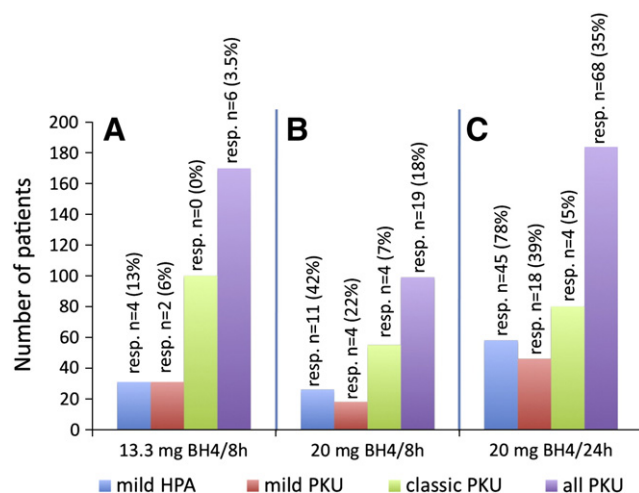 A
B
C
Number of patients
200
180
160
140
120
100
80
60
40
20
0
resp. n=4 (13%)
resp. n=2 (6%)
resp. n=0 (0%)
resp. n=6 (3.5%)
resp. n=11 (42%)
resp. n=4 (22%)
resp. n=4 (7%)
resp. n=19 (18%)
resp. n=45 (78%)
resp. n=18 (39%)
resp. n=4 (5%)
resp. n=68 (35%)
13.3 mg BH4/8h
20 mg BH4/8h
20 mg BH4/24h
mild HPA
mild PKU
classic PKU
all PKU